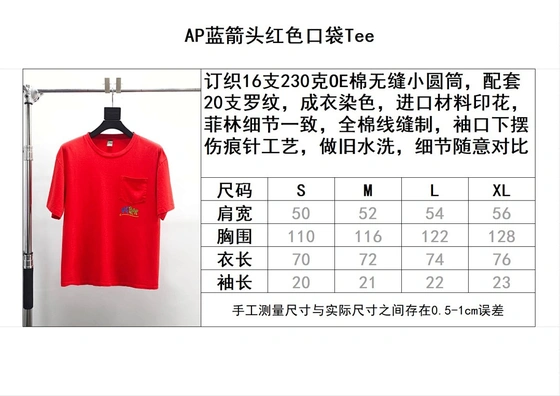 AP蓝箭头红色口袋Tee
订织16支230克OE棉无缝小圆筒，配套
20支罗纹，成衣染色，进口材料印花，
菲林细节一致，全棉线缝制，袖口下摆
伤痕针工艺，做旧水洗，细节随意对比
尺码 S M L XL
肩宽 50 52 54 56
胸围 110 116 122 128
衣长 70 72 74 76
袖长 20 21 22 23
手工测量尺寸与实际尺寸之间存在0.5-1cm误差